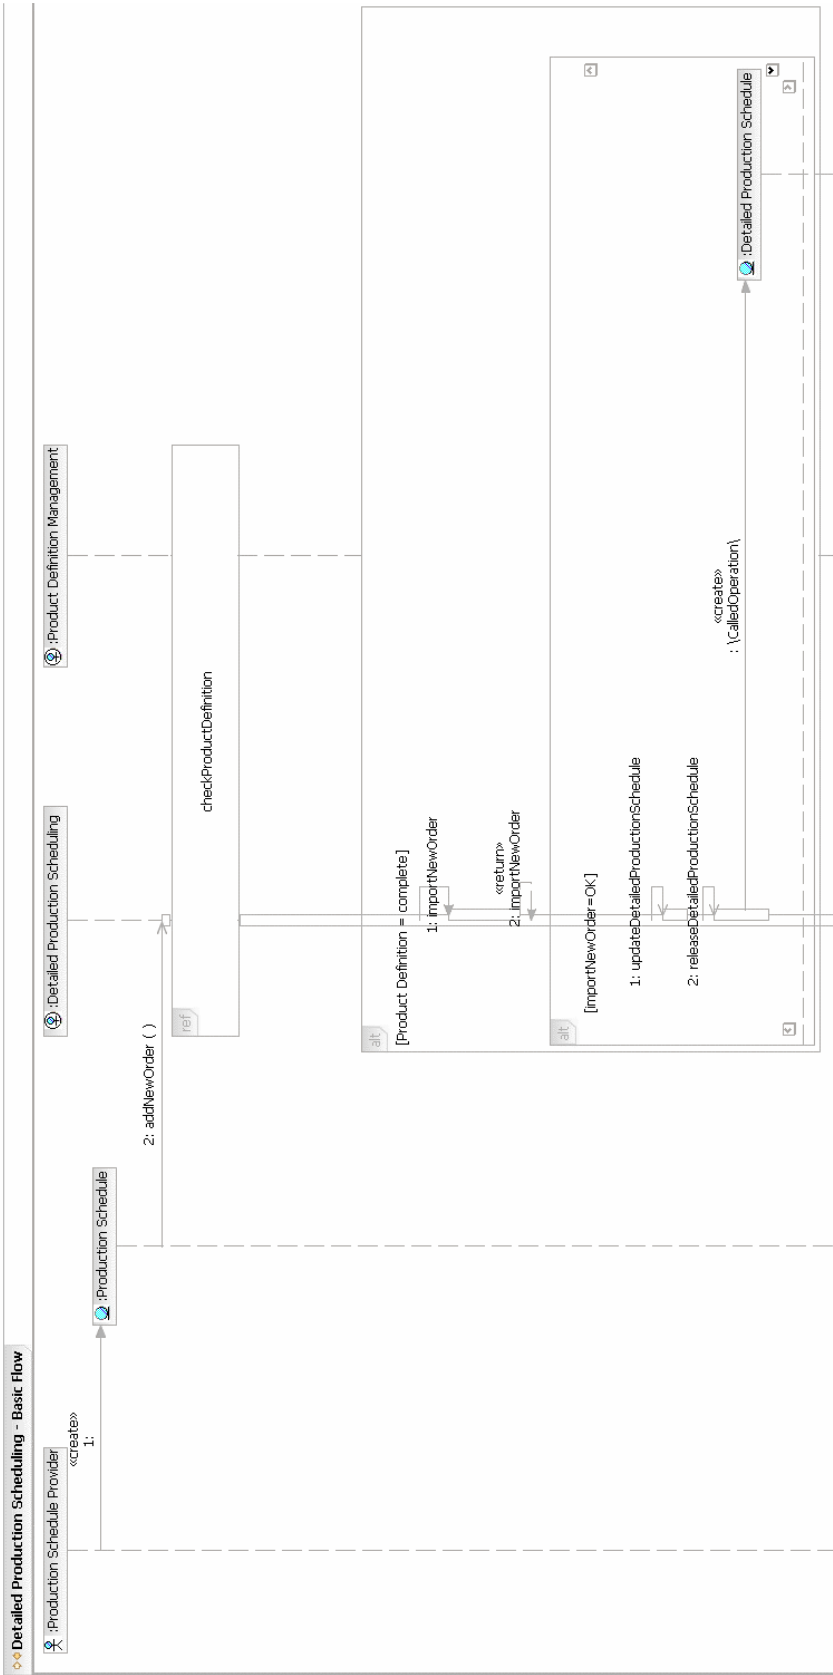 Detailed Production Scheduling - Basic Flow
:Production Schedule Provider
:Detailed Production Scheduling
:Product Definition Management
«create»
1:
:Production Schedule
2: addNewOrder ( )
ref
checkProductDefinition
alt
[Product Definition = complete]
1: importNewOrder
«return»
2: importNewOrder
alt
[importNewOrder=OK]
1: updateDetailedProductionSchedule
2: releaseDetailedProductionSchedule
«create»
: \CalledOperation\
:Detailed Production Schedule